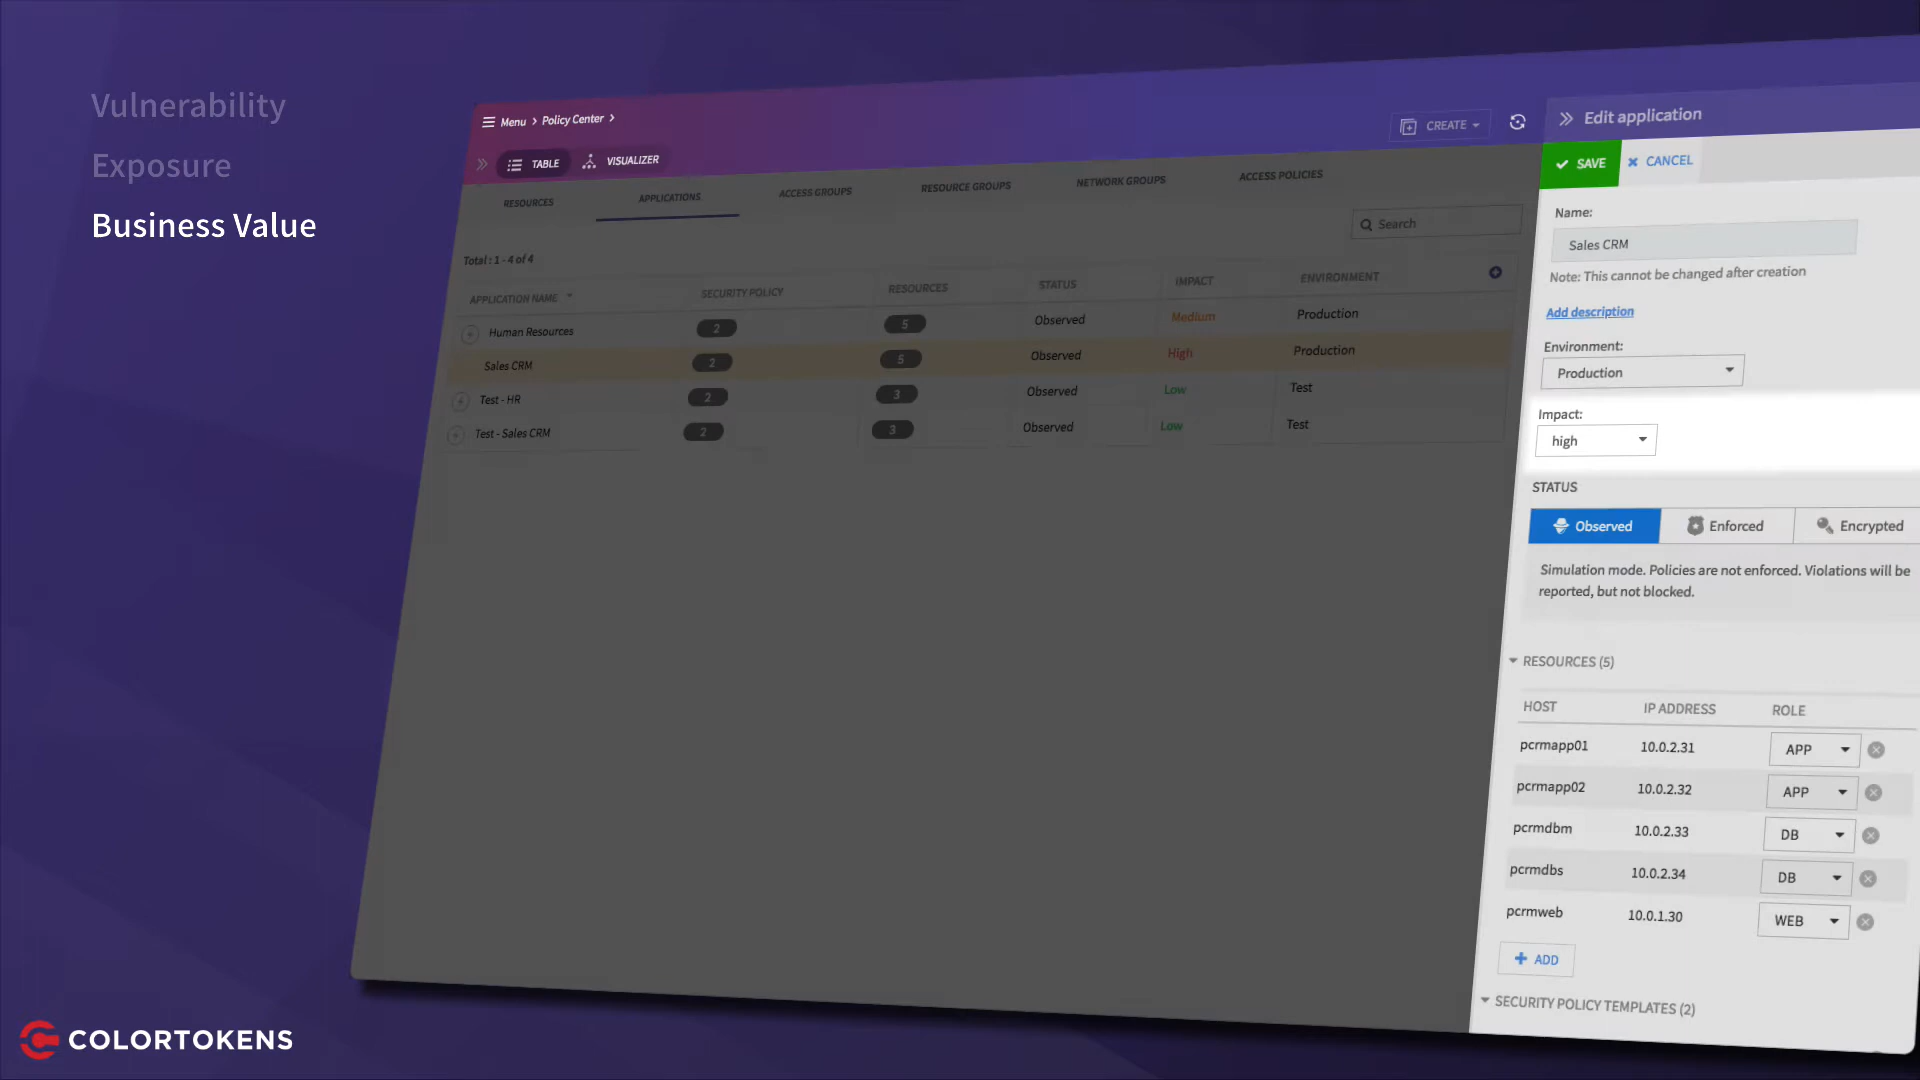 Vulnerability
Exposure
Business Value
Menu > Policy Center >
CREATE
TABLE
VISUALIZER
RESOURCES
APPLICATIONS
ACCESS GROUPS
RESOURCE GROUPS
NETWORK GROUPS
ACCESS POLICIES
Search
Total : 1 - 4 of 4
APPLICATION NAME SECURITY POLICY RESOURCES STATUS IMPACT ENVIRONMENT
Human Resources 2 5 Observed Medium Production
Sales CRM 2 5 Observed High Production
Test - HR 2 3 Observed Low Test
Test - Sales CRM 2 3 Observed Low Test
Edit application
SAVE CANCEL
Name:
Sales CRM
Note: This cannot be changed after creation
Add description
Environment:
Production
Impact:
high
STATUS
Observed Enforced Encrypted
Simulation mode. Policies are not enforced. Violations will be
reported, but not blocked.
RESOURCES (5)
HOST IP ADDRESS ROLE
pcrmapp01 10.0.2.31 APP
pcrmapp02 10.0.2.32 APP
pcrmdbm 10.0.2.33 DB
pcrmdbs 10.0.2.34 DB
pcrmweb 10.0.1.30 WEB
ADD
SECURITY POLICY TEMPLATES (2)
COLORTOKENS